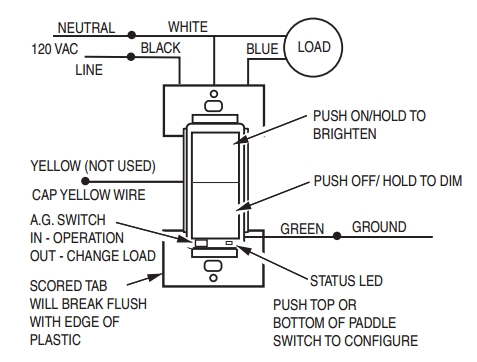 NEUTRAL
WHITE
120 VAC
BLACK
BLUE
LOAD
LINE
PUSH ON/HOLD TO
BRIGHTEN
YELLOW (NOT USED)
CAP YELLOW WIRE
PUSH OFF/ HOLD TO DIM
A.G. SWITCH
IN - OPERATION
OUT - CHANGE LOAD
GREEN
GROUND
SCORED TAB
WILL BREAK FLUSH
WITH EDGE OF
PLASTIC
STATUS LED
PUSH TOP OR
BOTTOM OF PADDLE
SWITCH TO CONFIGURE